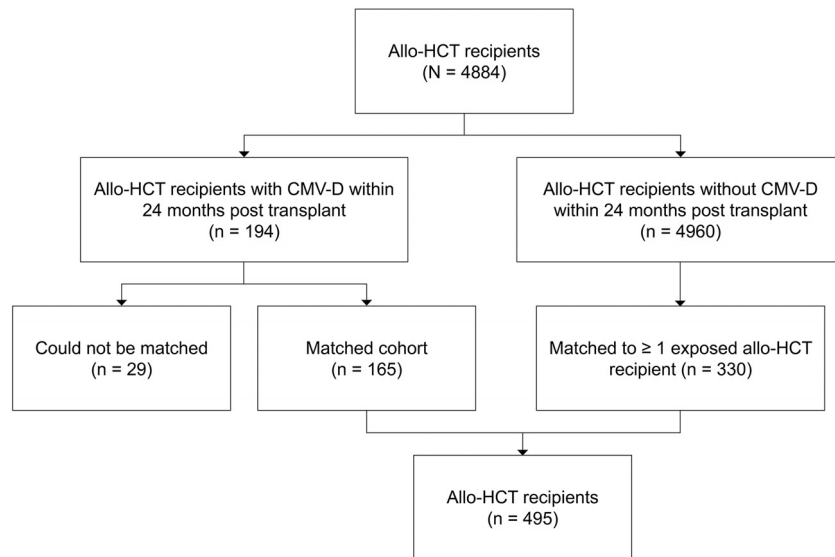 Allo-HCT recipients
(N = 4884)
Allo-HCT recipients with CMV-D within
24 months post transplant
(n = 194)
Allo-HCT recipients without CMV-D
within 24 months post transplant
(n = 4960)
Could not be matched
(n = 29)
Matched cohort
(n = 165)
Matched to ≥ 1 exposed allo-HCT
recipient (n = 330)
Allo-HCT recipients
(n = 495)